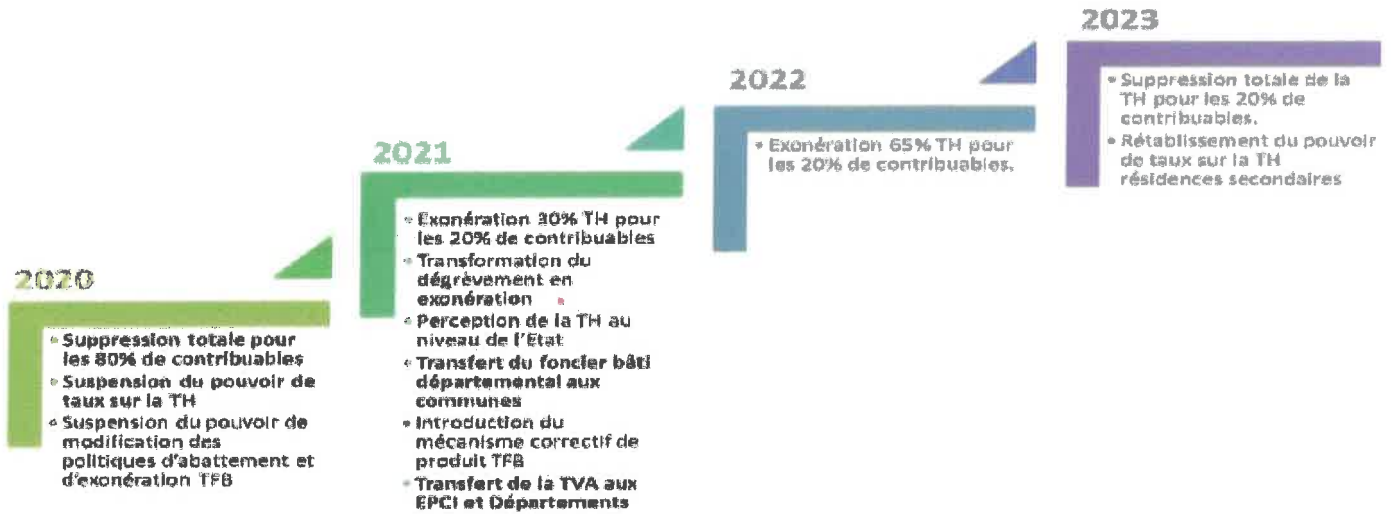 2020
• Suppression totale pour
les 80% de contribuables
• Suspension du pouvoir de
taux sur la TH
• Suspension du pouvoir de
modification des
politiques d'abattement et
d'exonération TFB
2021
• Exonération 30% TH pour
les 20% de contribuables
• Transformation du
dégrèvement en
exonération
• Perception de la TH au
niveau de l'Etat
• Transfert du foncier bâti
départemental aux
communes
• Introduction du
mécanisme correctif de
produit TFB
• Transfert de la TVA aux
EPCI et Départements
2022
• Exonération 65% TH pour
les 20% de contribuables.
2023
• Suppression totale de la
TH pour les 20% de
contribuables.
• Rétablissement du pouvoir
de taux sur la TH
résidences secondaires